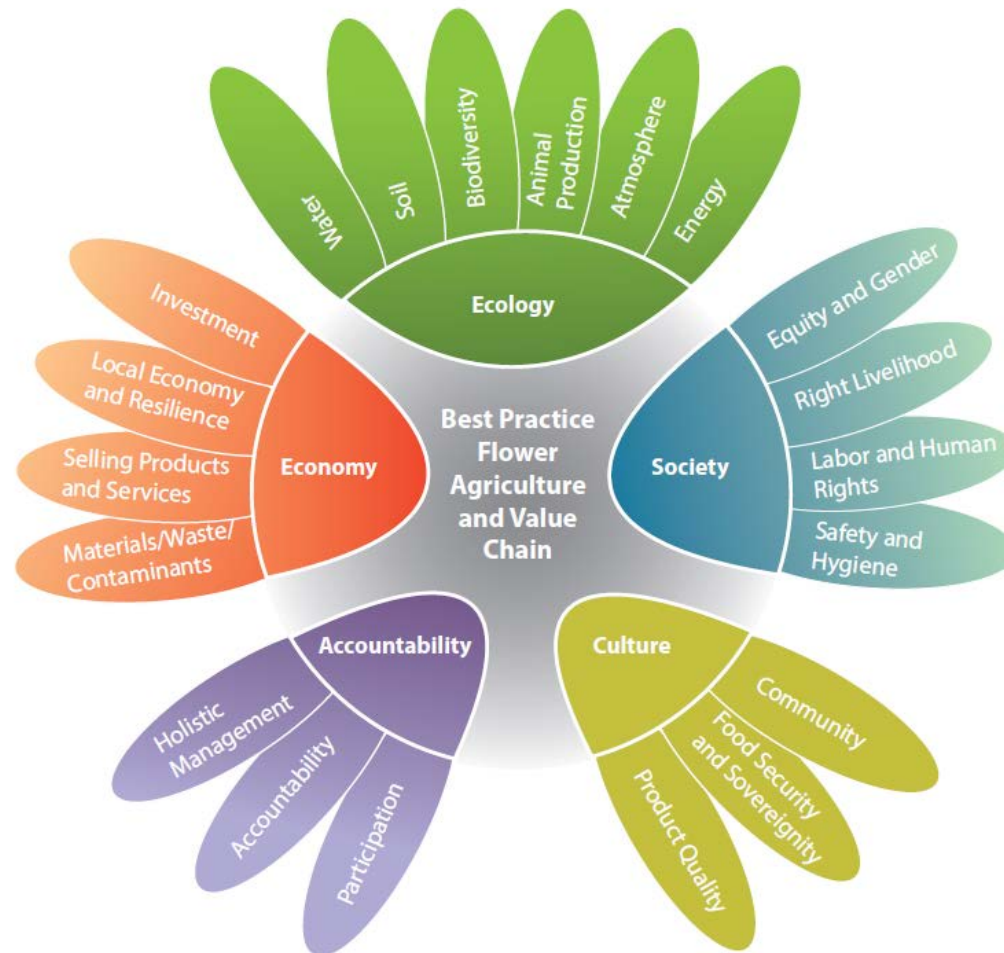 Water
Soil
Biodiversity
Animal
Production
Atmosphere
Energy
Ecology
Investment
Local Economy
and Resilience
Selling Products
and Services
Materials/Waste/
Contaminants
Economy
Best Practice
Flower
Agriculture
and Value
Chain
Society
Equity and Gender
Right Livelihood
Labor and Human
Rights
Safety and
Hygiene
Accountability
Holistic
Management
Accountability
Participation
Culture
Community
Food Security
and Sovereignity
Product Quality